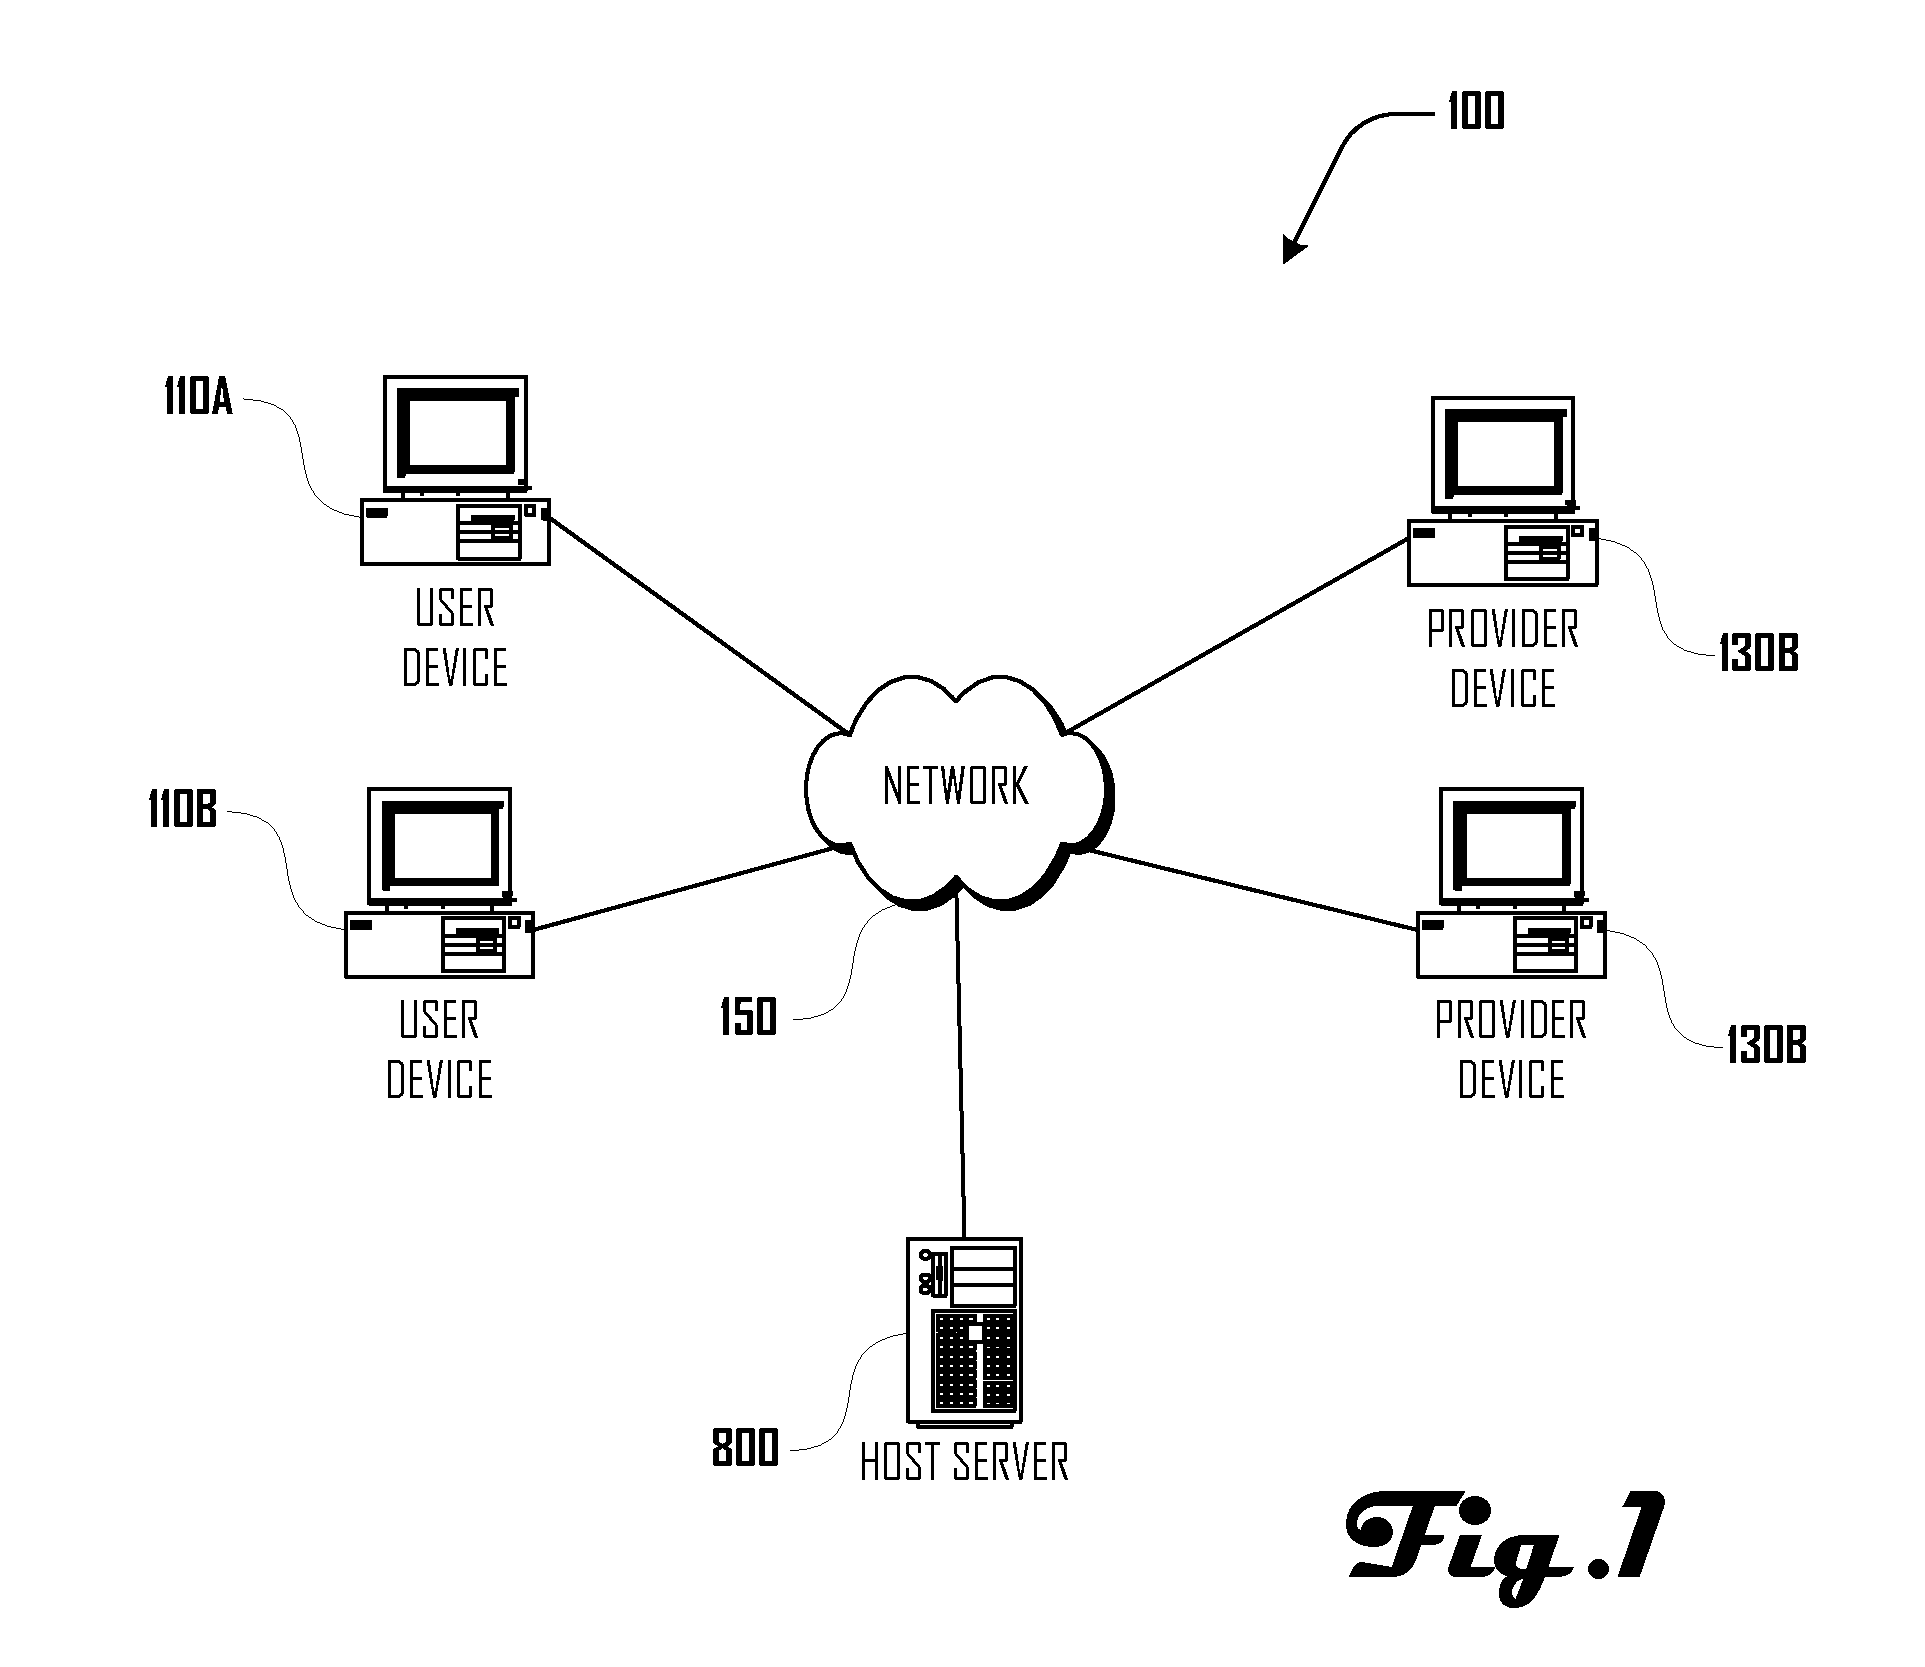 100
110A
USER
DEVICE
PROVIDER
DEVICE
130B
NETWORK
110B
USER
DEVICE
150
PROVIDER
DEVICE
130B
800
HOST SERVER
Fig.1